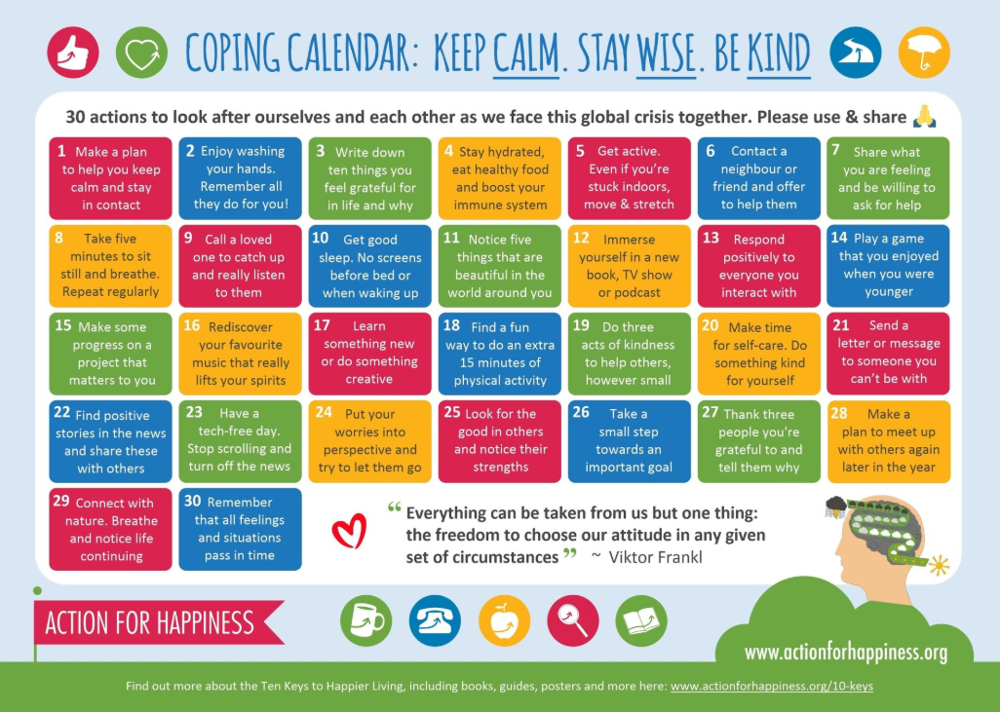 COPING CALENDAR: KEEP CALM. STAY WISE. BE KIND
30 actions to look after ourselves and each other as we face this global crisis together. Please use & share
1 Make a plan
to help you keep
calm and stay
in contact
2 Enjoy washing
your hands.
Remember all
they do for you!
3 Write down
ten things you
feel grateful for
in life and why
4 Stay hydrated,
eat healthy food
and boost your
immune system
5 Get active.
Even if you're
stuck indoors,
move & stretch
6 Contact a
neighbour or
friend and offer
to help them
7 Share what
you are feeling
and be willing to
ask for help
8 Take five
minutes to sit
still and breathe.
Repeat regularly
9 Call a loved
one to catch up
and really listen
to them
10 Get good
sleep. No screens
before bed or
when waking up
11 Notice five
things that are
beautiful in the
world around you
12 Immerse
yourself in a new
book, TV show
or podcast
13 Respond
positively to
everyone you
interact with
14 Play a game
that you enjoyed
when you were
younger
15 Make some
progress on a
project that
matters to you
16 Rediscover
your favourite
music that really
lifts your spirits
17 Learn
something new
or do something
creative
18 Find a fun
way to do an extra
15 minutes of
physical activity
19 Do three
acts of kindness
to help others,
however small
20 Make time
for self-care. Do
something kind
for yourself
21 Send a
letter or message
to someone you
can't be with
22 Find positive
stories in the news
and share these
with others
23 Have a
tech-free day.
Stop scrolling and
turn off the news
24 Put your
worries into
perspective and
try to let them go
25 Look for the
good in others
and notice their
strengths
26 Take a
small step
towards an
important goal
27 Thank three
people you're
grateful to and
tell them why
28 Make a
plan to meet up
with others again
later in the year
29 Connect with
nature. Breathe
and notice life
continuing
30 Remember
that all feelings
and situations
pass in time
“ Everything can be taken from us but one thing:
the freedom to choose our attitude in any given
set of circumstances ” ~ Viktor Frankl
ACTION FOR HAPPINESS
www.actionforhappiness.org
Find out more about the Ten Keys to Happier Living, including books, guides, posters and more here: www.actionforhappiness.org/10-keys